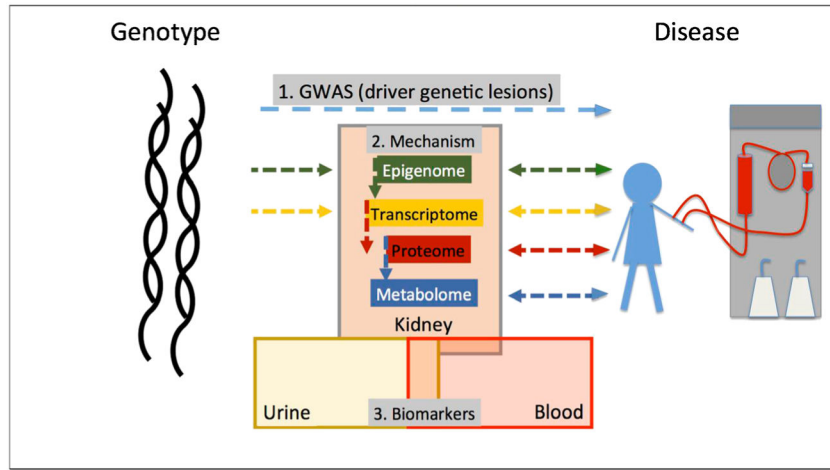 Genotype
Disease
1. GWAS (driver genetic lesions)
2. Mechanism
Epigenome
Transcriptome
Proteome
Metabolome
Kidney
Urine
3. Biomarkers
Blood